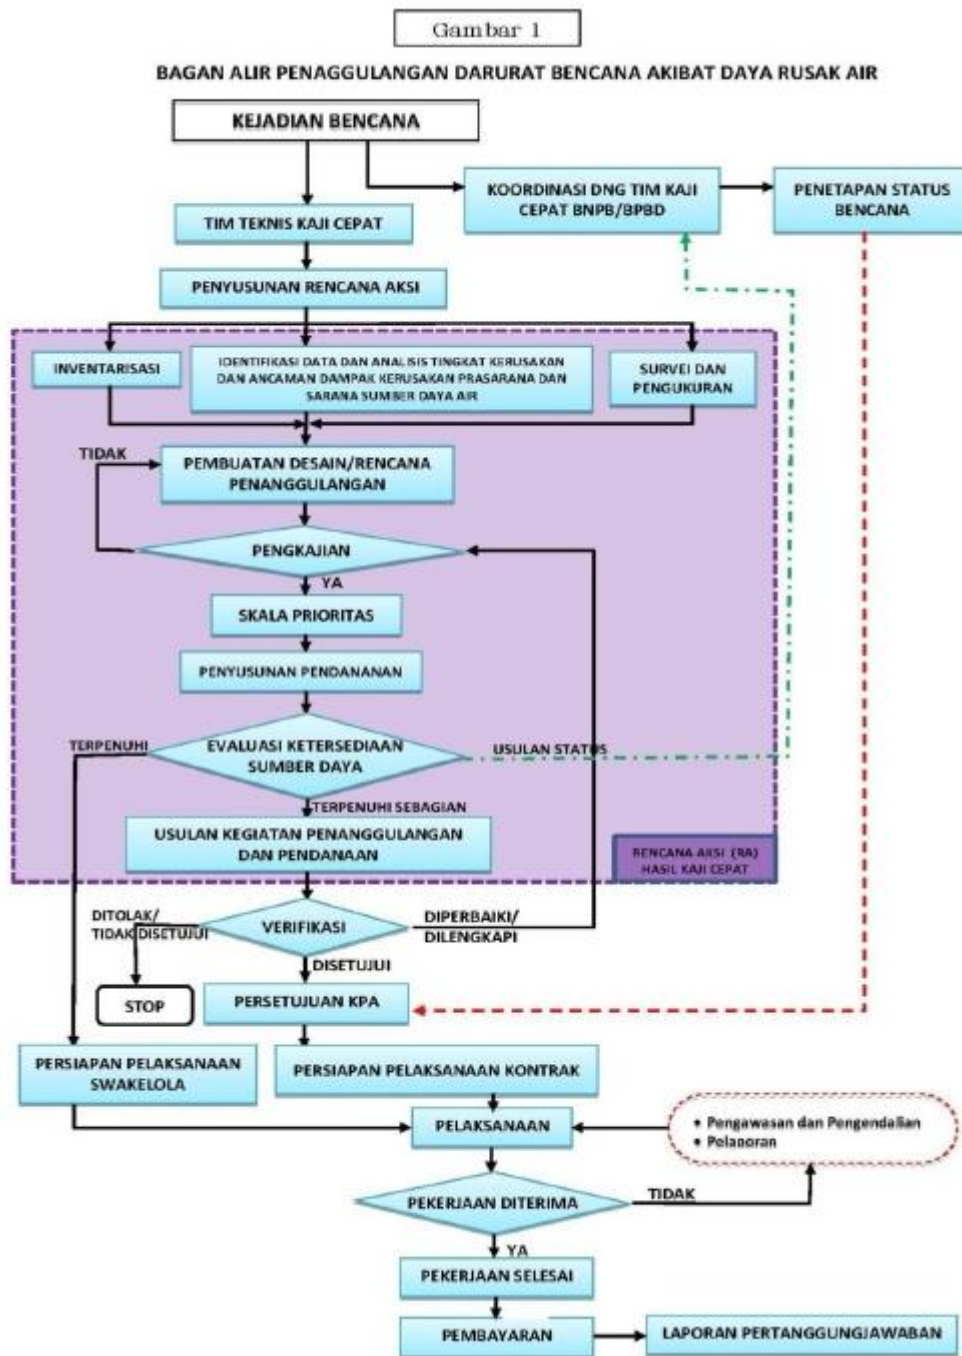 Gambar 1
BAGAN ALIR PENAGGULANGAN DARURAT BENCANA AKIBAT DAYA RUSAK AIR
KEJADIAN BENCANA
KOORDINASI DNG TIM KAJI
CEPAT BNPB/BPBD
PENETAPAN STATUS
BENCANA
TIM TEKNIS KAJI CEPAT
PENYUSUNAN RENCANA AKSI
INVENTARISASI
IDENTIFIKASI DATA DAN ANALISIS TINGKAT KERUSAKAN
DAN ANCAMAN DAMPAK KERUSAKAN PRASARANA DAN
SARANA SUMBER DAYA AIR
SURVEI DAN
PENGUKURAN
TIDAK
PEMBUATAN DESAIN/RENCANA
PENANGGULANGAN
PENGKAJIAN
YA
SKALA PRIORITAS
PENYUSUNAN PENDANANAN
TERPENUHI
EVALUASI KETERSEDIAAN
SUMBER DAYA
USULAN STATUS
TERPENUHI SEBAGIAN
USULAN KEGIATAN PENANGGULANGAN
DAN PENDANAAN
RENCANA AKSI (RA)
HASIL KAJI CEPAT
DITOLAK/
TIDAK DISETUJUI
VERIFIKASI
DIPERBAIKI/
DILENGKAPI
DISETUJUI
STOP
PERSETUJUAN KPA
PERSIAPAN PELAKSANAAN
SWAKELOLA
PERSIAPAN PELAKSANAAN KONTRAK
PELAKSANAAN
• Pengawasan dan Pengendalian
• Pelaporan
PEKERJAAN DITERIMA
TIDAK
YA
PEKERJAAN SELESAI
PEMBAYARAN
LAPORAN PERTANGGUNGJAWABAN